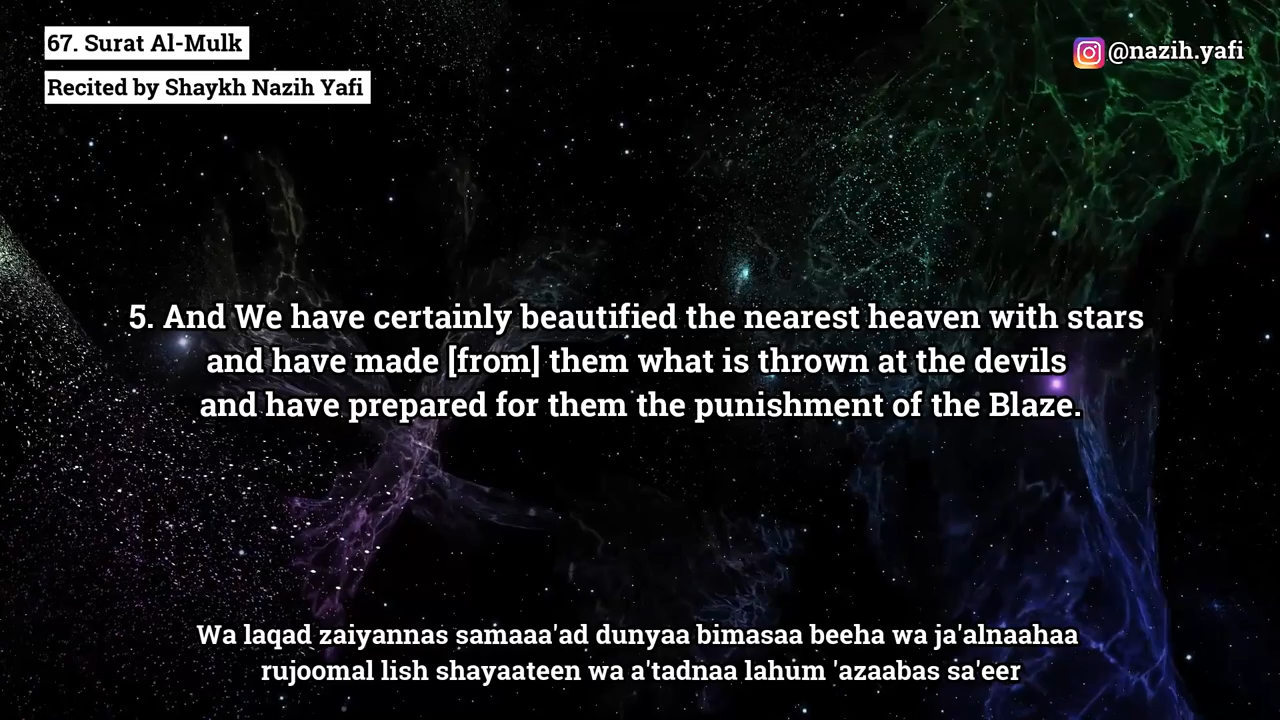 67. Surat Al-Mulk
Recited by Shaykh Nazih Yafi
@nazih.yafi
5. And We have certainly beautified the nearest heaven with stars
and have made [from] them what is thrown at the devils
and have prepared for them the punishment of the Blaze.
Wa laqad zaiyannas samaaa'ad dunyaa bimasaa beeha wa ja'alnaahaa
rujoomal lish shayaateen wa a'tadnaa lahum 'azaabas sa'eer